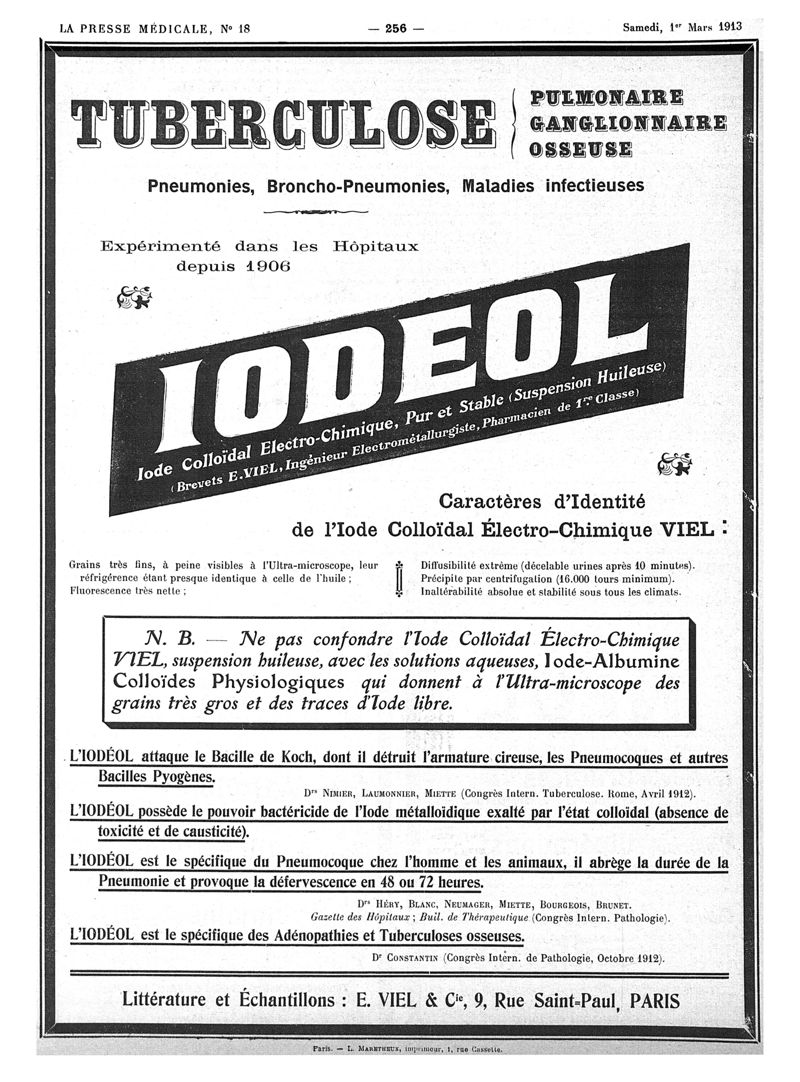 LA PRESSE MÉDICALE, No 18 — 256 — Samedi, 1er Mars 1913
TUBERCULOSE
PULMONAIRE
GANGLIONNAIRE
OSSEUSE
Pneumonies, Broncho-Pneumonies, Maladies infectieuses
Expérimenté dans les Hôpitaux
depuis 1906
IODEOL
Iode Colloïdal Electro-Chimique, Pur et Stable (Suspension Huileuse)
(Brevets E. VIEL, Ingénieur Electrométallurgiste, Pharmacien de 1re Classe)
Caractères d'Identité
de l'Iode Colloïdal Électro-Chimique VIEL :
Grains très fins, à peine visibles à l'Ultra-microscope, leur
réfrigérence étant presque identique à celle de l'huile ;
Fluorescence très nette ;
Diffusibilité extrême (décelable urines après 10 minutes).
Précipite par centrifugation (16.000 tours minimum).
Inaltérabilité absolue et stabilité sous tous les climats.
N. B. — Ne pas confondre l'Iode Colloïdal Électro-Chimique
VIEL, suspension huileuse, avec les solutions aqueuses, Iode-Albumine
Colloïdes Physiologiques qui donnent à l'Ultra-microscope des
grains très gros et des traces d'Iode libre.
L'IODÉOL attaque le Bacille de Koch, dont il détruit l'armature cireuse, les Pneumocoques et autres
Bacilles Pyogènes.
Drs NIMIER, LAUMONNIER, MIETTE (Congrès Intern. Tuberculose. Rome, Avril 1912).
L'IODÉOL possède le pouvoir bactéricide de l'Iode métalloïdique exalté par l'état colloïdal (absence de
toxicité et de causticité).
L'IODÉOL est le spécifique du Pneumocoque chez l'homme et les animaux, il abrège la durée de la
Pneumonie et provoque la défervescence en 48 ou 72 heures.
Drs HÉRY, BLANC, NEUMAGER, MIETTE, BOURGEOIS, BRUNET.
Gazette des Hôpitaux ; Bull. de Thérapeutique (Congrès Intern. Pathologie).
L'IODÉOL est le spécifique des Adénopathies et Tuberculoses osseuses.
Dr CONSTANTIN (Congrès Intern. de Pathologie, Octobre 1912).
Littérature et Échantillons : E. VIEL & Cie, 9, Rue Saint-Paul, PARIS
Paris. — L. MARETHEUX, imprimeur, 1, rue Cassette.